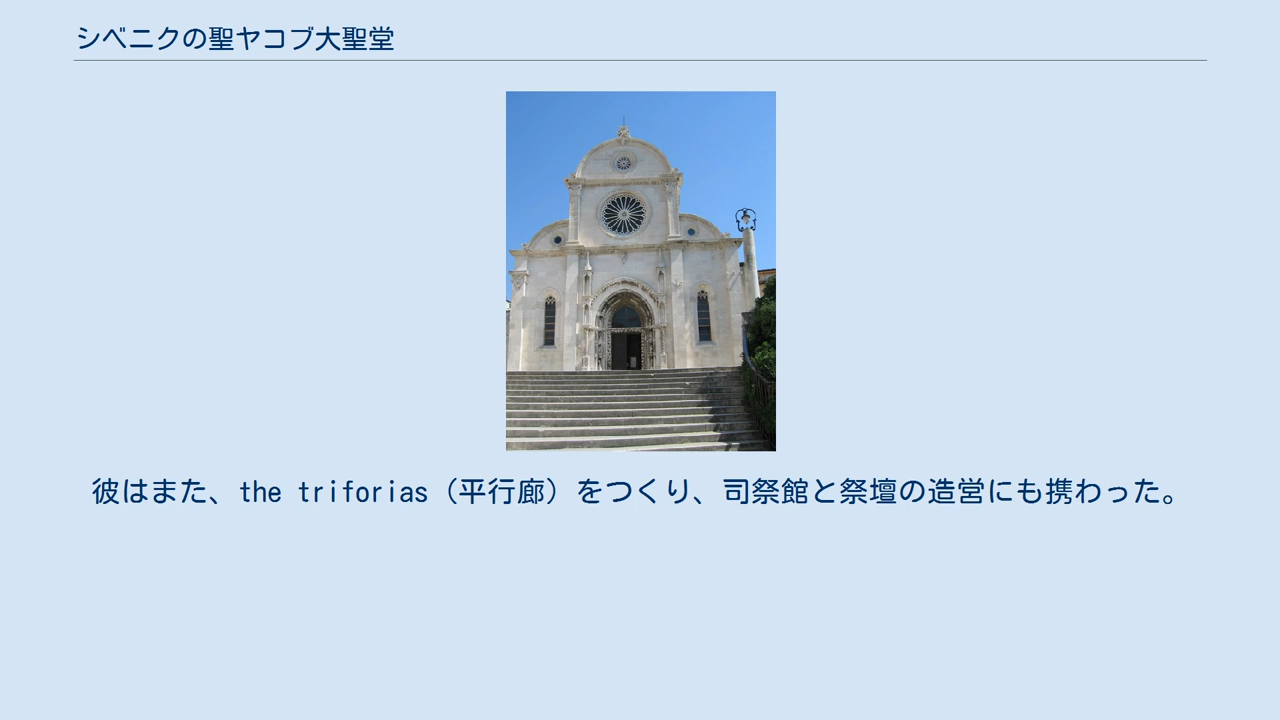 シベニクの聖ヤコブ大聖堂
彼はまた、the triforias（平行廊）をつくり、司祭館と祭壇の造営にも携わった。